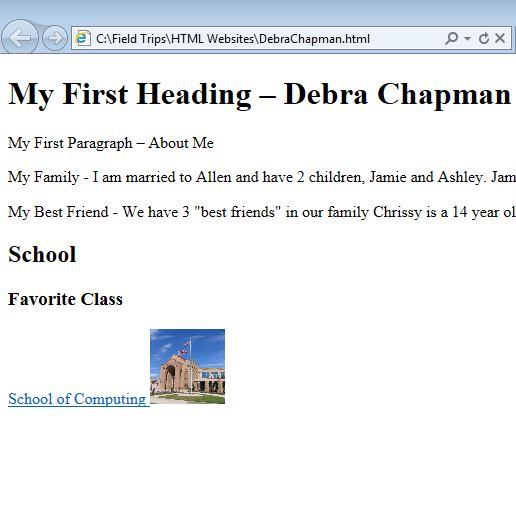 C:\Field Trips\HTML Websites\DebraChapman.html
My First Heading – Debra Chapman
My First Paragraph – About Me
My Family - I am married to Allen and have 2 children, Jamie and Ashley. Jam
My Best Friend - We have 3 "best friends" in our family Chrissy is a 14 year ol
School
Favorite Class
School of Computing